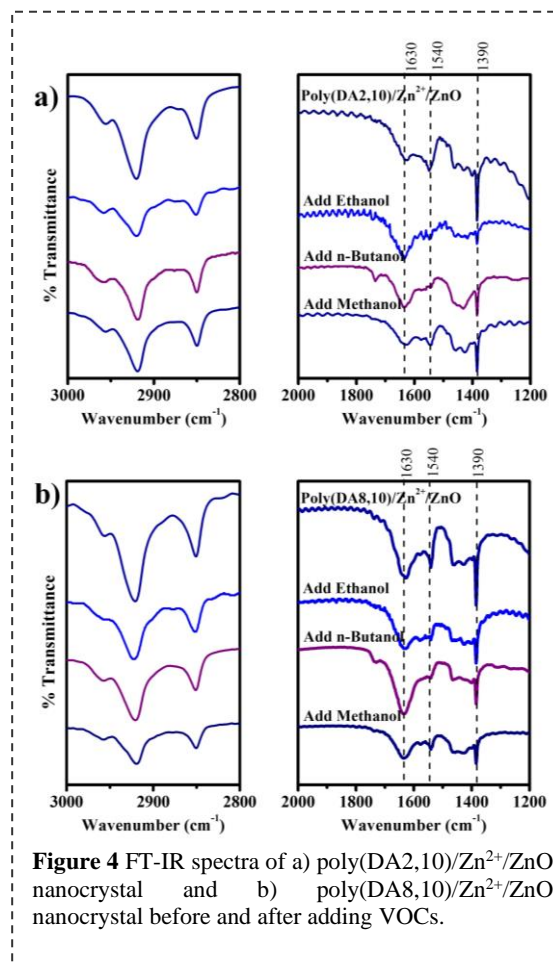 1630
1540
1390
a)
Poly(DA2,10)/Zn²⁺/ZnO
Add Ethanol
Add n-Butanol
Add Methanol
% Transmittance
3000 2900 2800
2000 1800 1600 1400 1200
Wavenumber (cm⁻¹)
Wavenumber (cm⁻¹)
1630
1540
1390
b)
Poly(DA8,10)/Zn²⁺/ZnO
Add Ethanol
Add n-Butanol
Add Methanol
% Transmittance
3000 2900 2800
2000 1800 1600 1400 1200
Wavenumber (cm⁻¹)
Wavenumber (cm⁻¹)
Figure 4 FT-IR spectra of a) poly(DA2,10)/Zn²⁺/ZnO
nanocrystal and b) poly(DA8,10)/Zn²⁺/ZnO
nanocrystal before and after adding VOCs.